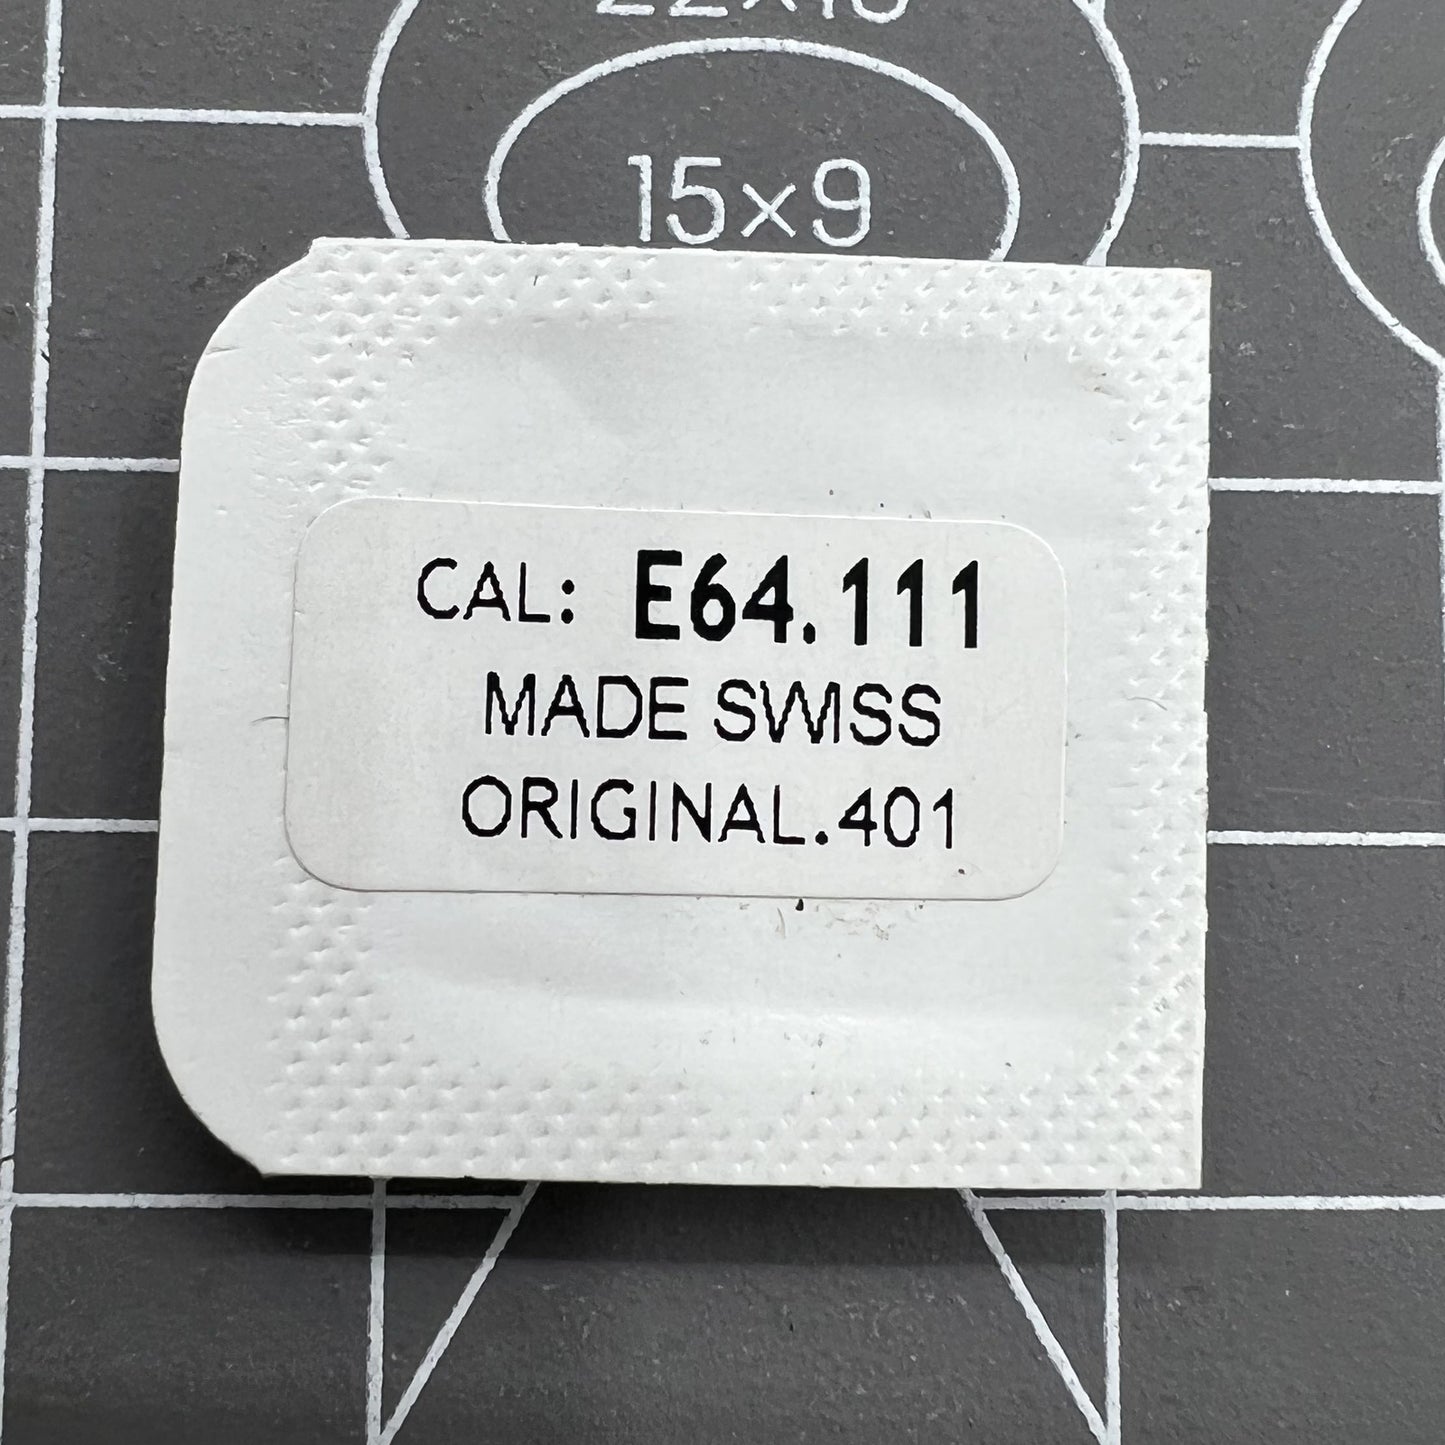 15×9
CAL: E64.111
MADE SWISS
ORIGINAL.401